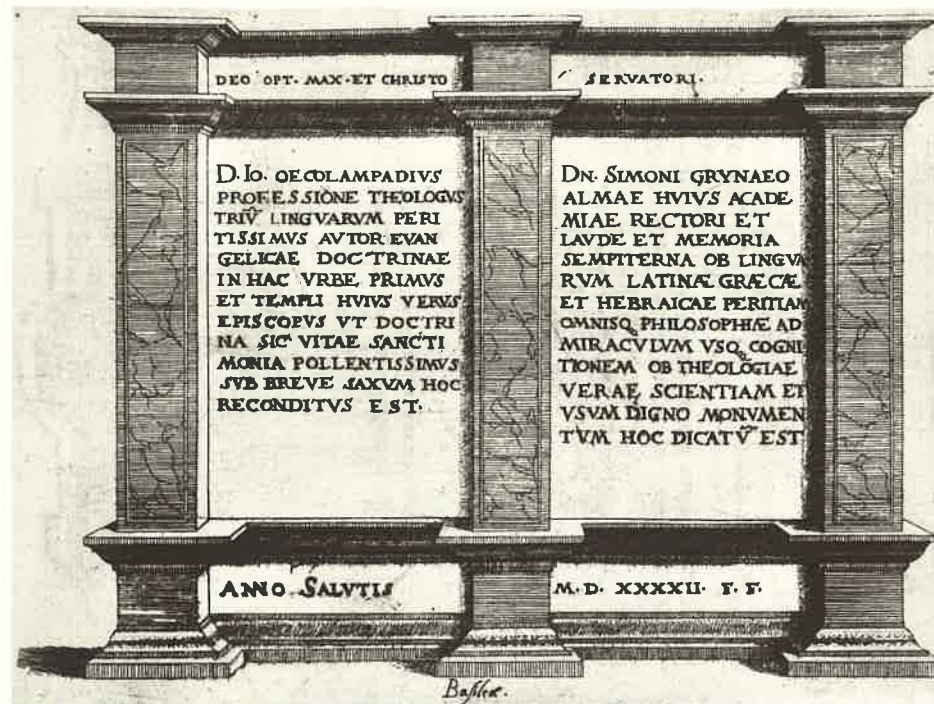 DEO OPT. MAX. ET CHRISTO SERVATORI.
D. IO. OECOLAMPADIVS
PROFESSIONE THEOLOGVS
TRIV̄ LINGVARVM PERI
TISSIMVS AVTOR EVAN
GELICAE DOCTRINAE
IN HAC VRBE, PRIMVS
ET TEMPLI HVIVS VERVS
EPISCOPVS VT DOCTRI
NA SIC VITAE SANCTI
MONIA POLLENTISSIMVS
SVB BREVE SAXVM HOC
RECONDITVS EST.
DN. SIMONI GRYNAEO
ALMAE HVIVS ACADE
MIAE RECTORI ET
LAVDE ET MEMORIA
SEMPITERNA OB LINGVA
RVM LATINÆ GRÆCÆ
ET HEBRAICAE PERITIAM
OMNISQ PHILOSOPHIÆ AD
MIRACVLVM VSQ COGNI
TIONEM OB THEOLOGIAE
VERAE SCIENTIAM ET
VSVM DIGNO MONVMEN
TVM HOC DICATV̄ EST
ANNO SALVTIS M. D. XXXXII. F. F.
Basileæ.